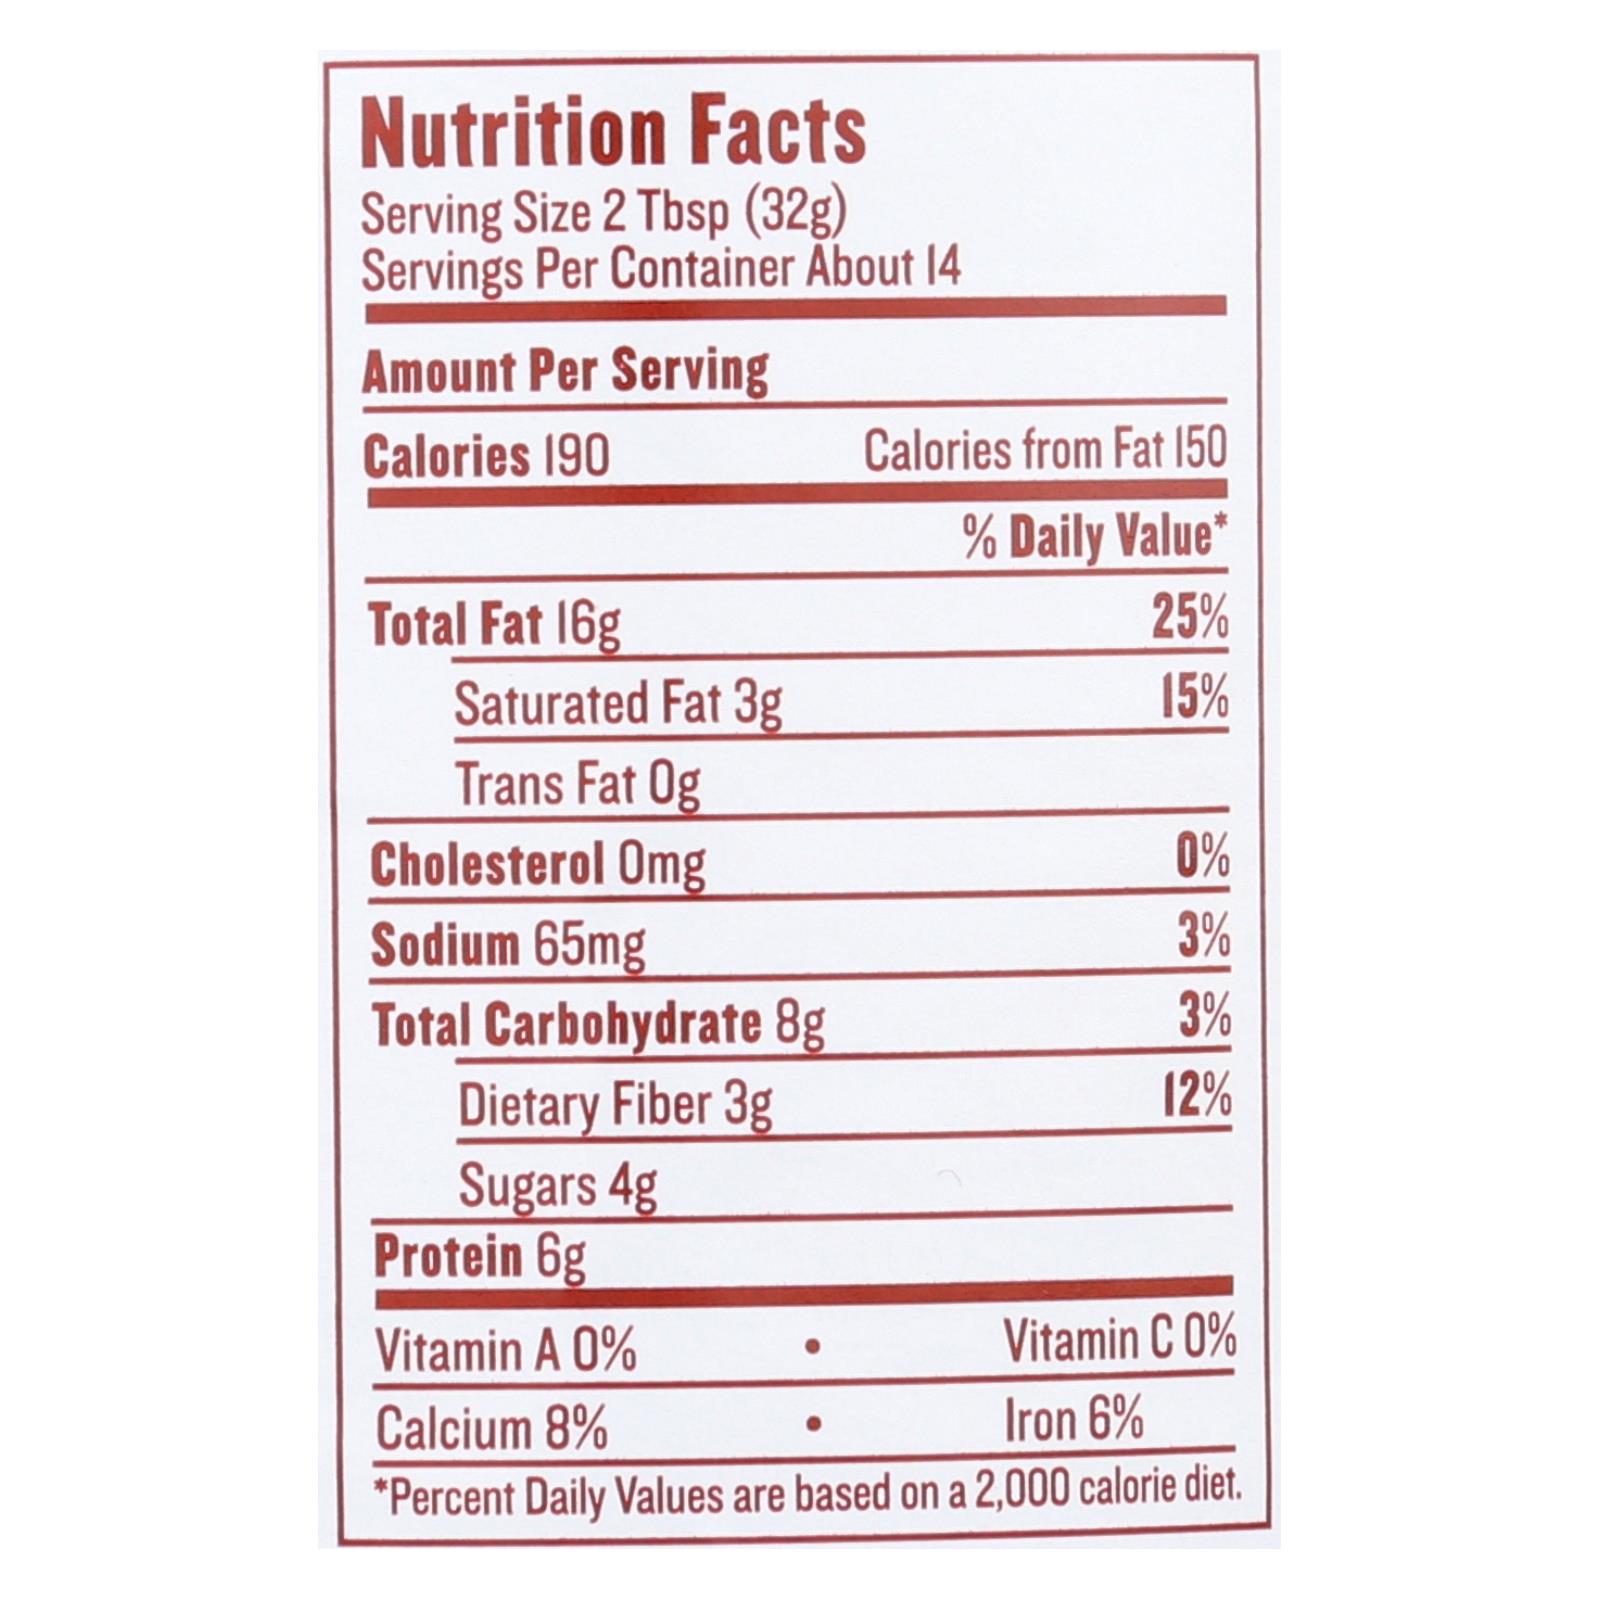 Nutrition Facts
Serving Size 2 Tbsp (32g)
Servings Per Container About 14
Amount Per Serving
Calories 190 Calories from Fat 150
% Daily Value*
Total Fat 16g 25%
Saturated Fat 3g 15%
Trans Fat 0g
Cholesterol 0mg 0%
Sodium 65mg 3%
Total Carbohydrate 8g 3%
Dietary Fiber 3g 12%
Sugars 4g
Protein 6g
Vitamin A 0% • Vitamin C 0%
Calcium 8% • Iron 6%
*Percent Daily Values are based on a 2,000 calorie diet.